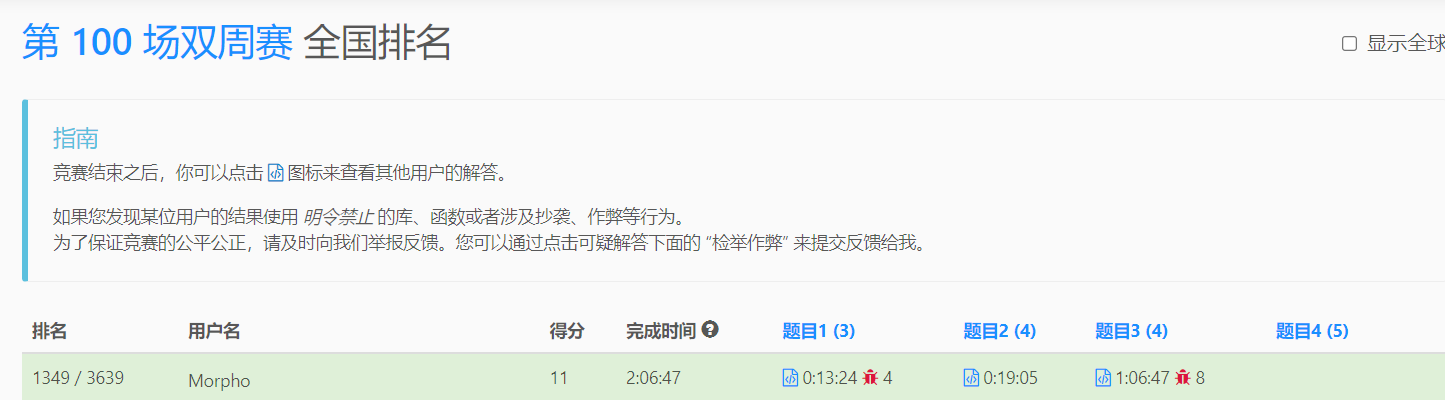 第 100 场双周赛 全国排名
显示全球
指南
竞赛结束之后，你可以点击 图标来查看其他用户的解答。
如果您发现某位用户的结果使用 明令禁止 的库、函数或者涉及抄袭、作弊等行为。
为了保证竞赛的公平公正，请及时向我们举报反馈。您可以通过点击可疑解答下面的 “检举作弊” 来提交反馈给我。
排名 用户名 得分 完成时间 题目1 (3) 题目2 (4) 题目3 (4) 题目4 (5)
1349 / 3639 Morpho 11 2:06:47 0:13:24 4 0:19:05 1:06:47 8